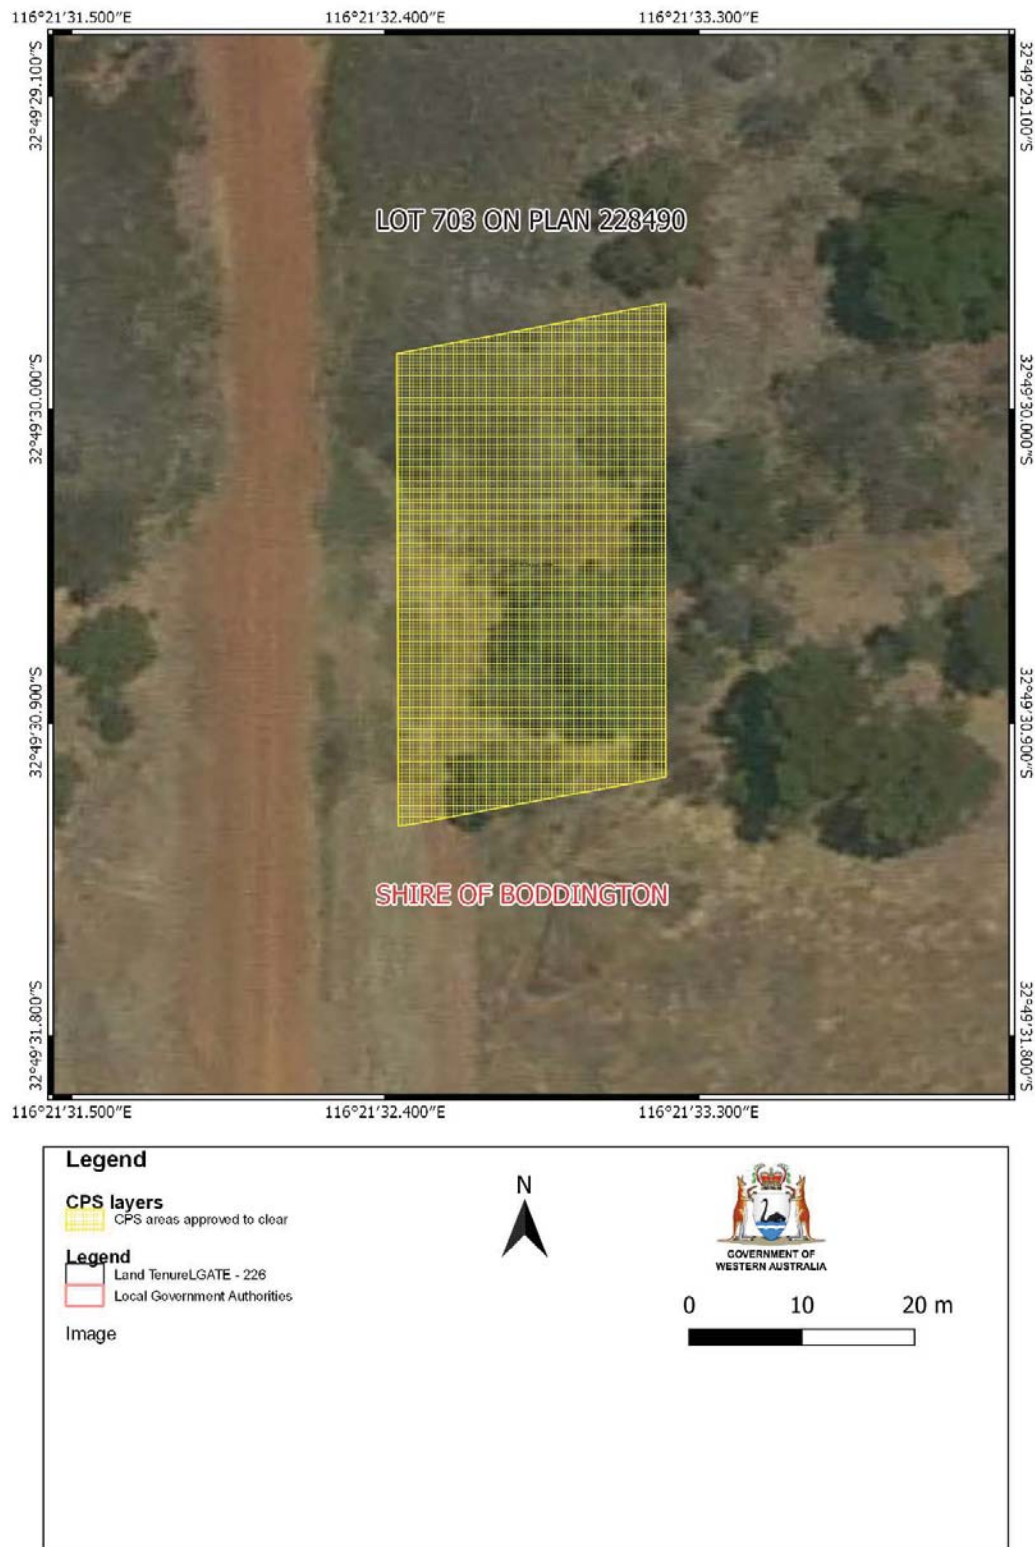 116°21'31.500"E 116°21'32.400"E 116°21'33.300"E
32°49'29.100"S
32°49'29.100"S
LOT 703 ON PLAN 228490
32°49'30.000"S
32°49'30.000"S
32°49'30.900"S
32°49'30.900"S
SHIRE OF BODDINGTON
32°49'31.800"S
32°49'31.800"S
116°21'31.500"E 116°21'32.400"E 116°21'33.300"E
Legend
CPS layers
CPS areas approved to clear
Legend
Land TenureLGATE - 226
Local Government Authorities
Image
N
GOVERNMENT OF
WESTERN AUSTRALIA
0 10 20 m